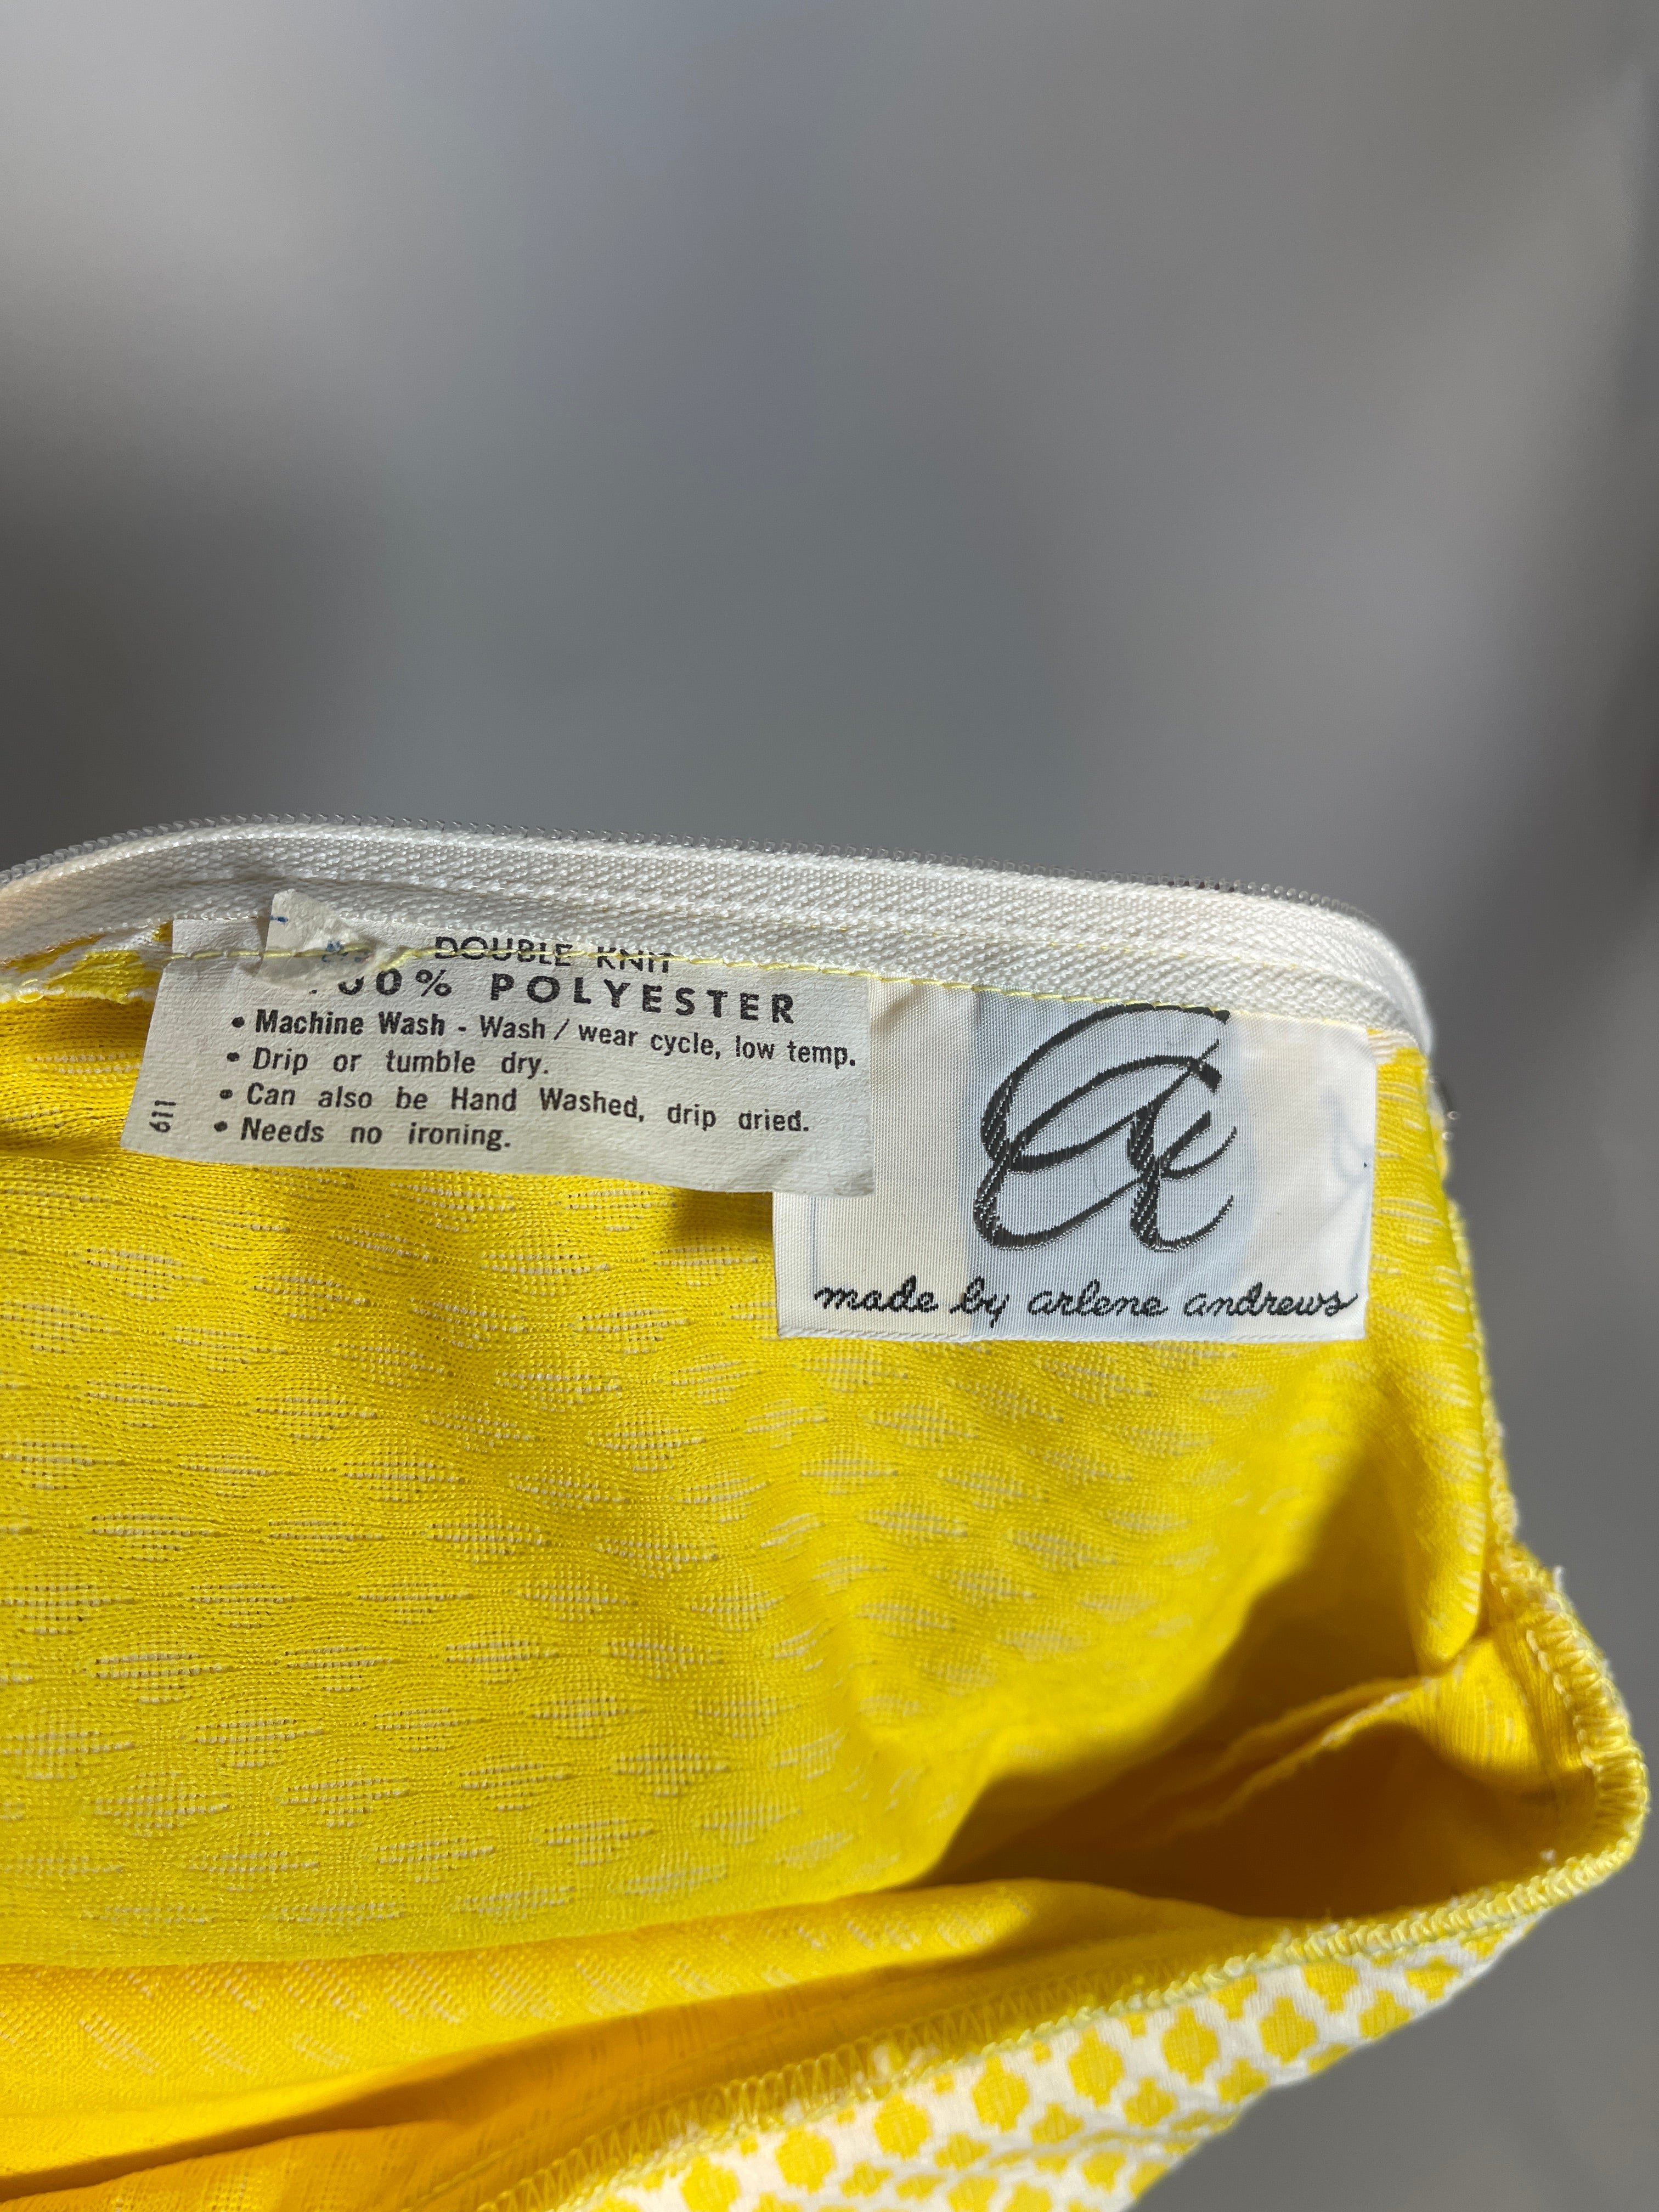 DOUBLE KNIT
100% POLYESTER
• Machine Wash - Wash / wear cycle, low temp.
• Drip or tumble dry.
• Can also be Hand Washed, drip dried.
• Needs no ironing.
611
made by arlene andrews